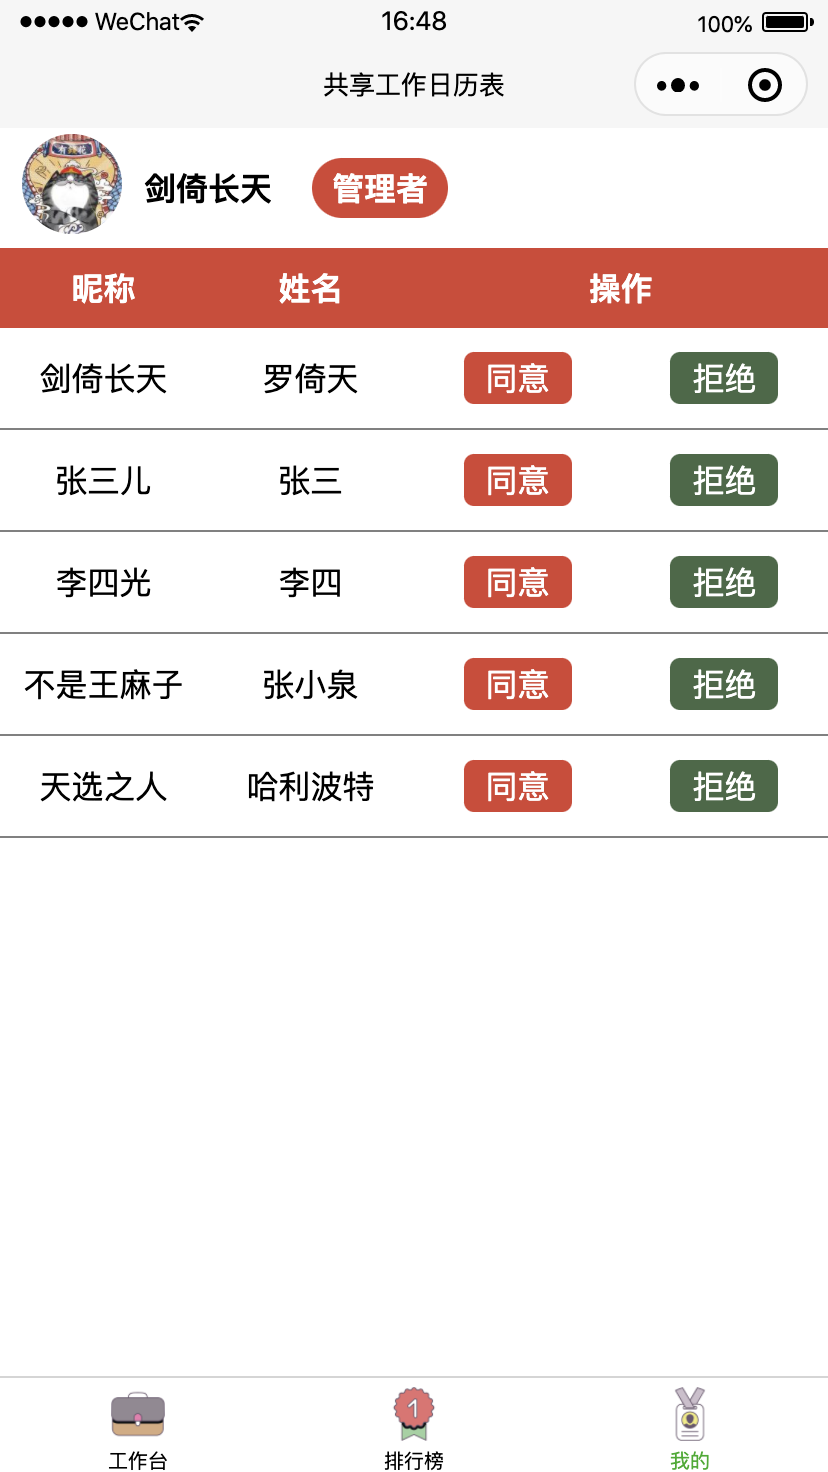 WeChat 16:48 100%
共享工作日历表
剑倚长天 管理者
昵称 姓名 操作
剑倚长天 罗倚天 同意 拒绝
张三儿 张三 同意 拒绝
李四光 李四 同意 拒绝
不是王麻子 张小泉 同意 拒绝
天选之人 哈利波特 同意 拒绝
1
工作台 排行榜 我的